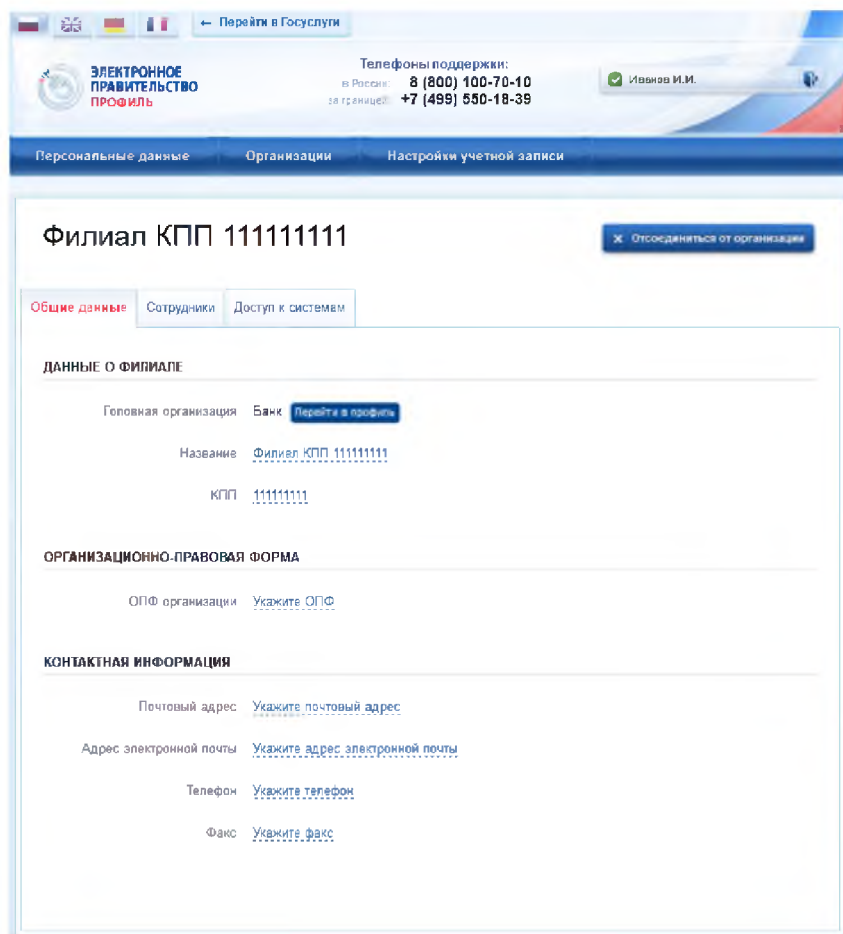 ← Перейти в Госуслуги
ЭЛЕКТРОННОЕ
ПРАВИТЕЛЬСТВО
ПРОФИЛЬ
Телефоны поддержки:
в России: 8 (800) 100-70-10
за границей: +7 (499) 550-18-39
Иванов И.И.
Персональные данные Организации Настройки учетной записи
Филиал КПП 111111111
× Отсоединиться от организации
Общие данные Сотрудники Доступ к системам
ДАННЫЕ О ФИЛИАЛЕ
Головная организация Банк Перейти в профиль
Название Филиал КПП 111111111
КПП 111111111
ОРГАНИЗАЦИОННО-ПРАВОВАЯ ФОРМА
ОПФ организации Укажите ОПФ
КОНТАКТНАЯ ИНФОРМАЦИЯ
Почтовый адрес Укажите почтовый адрес
Адрес электронной почты Укажите адрес электронной почты
Телефон Укажите телефон
Факс Укажите факс